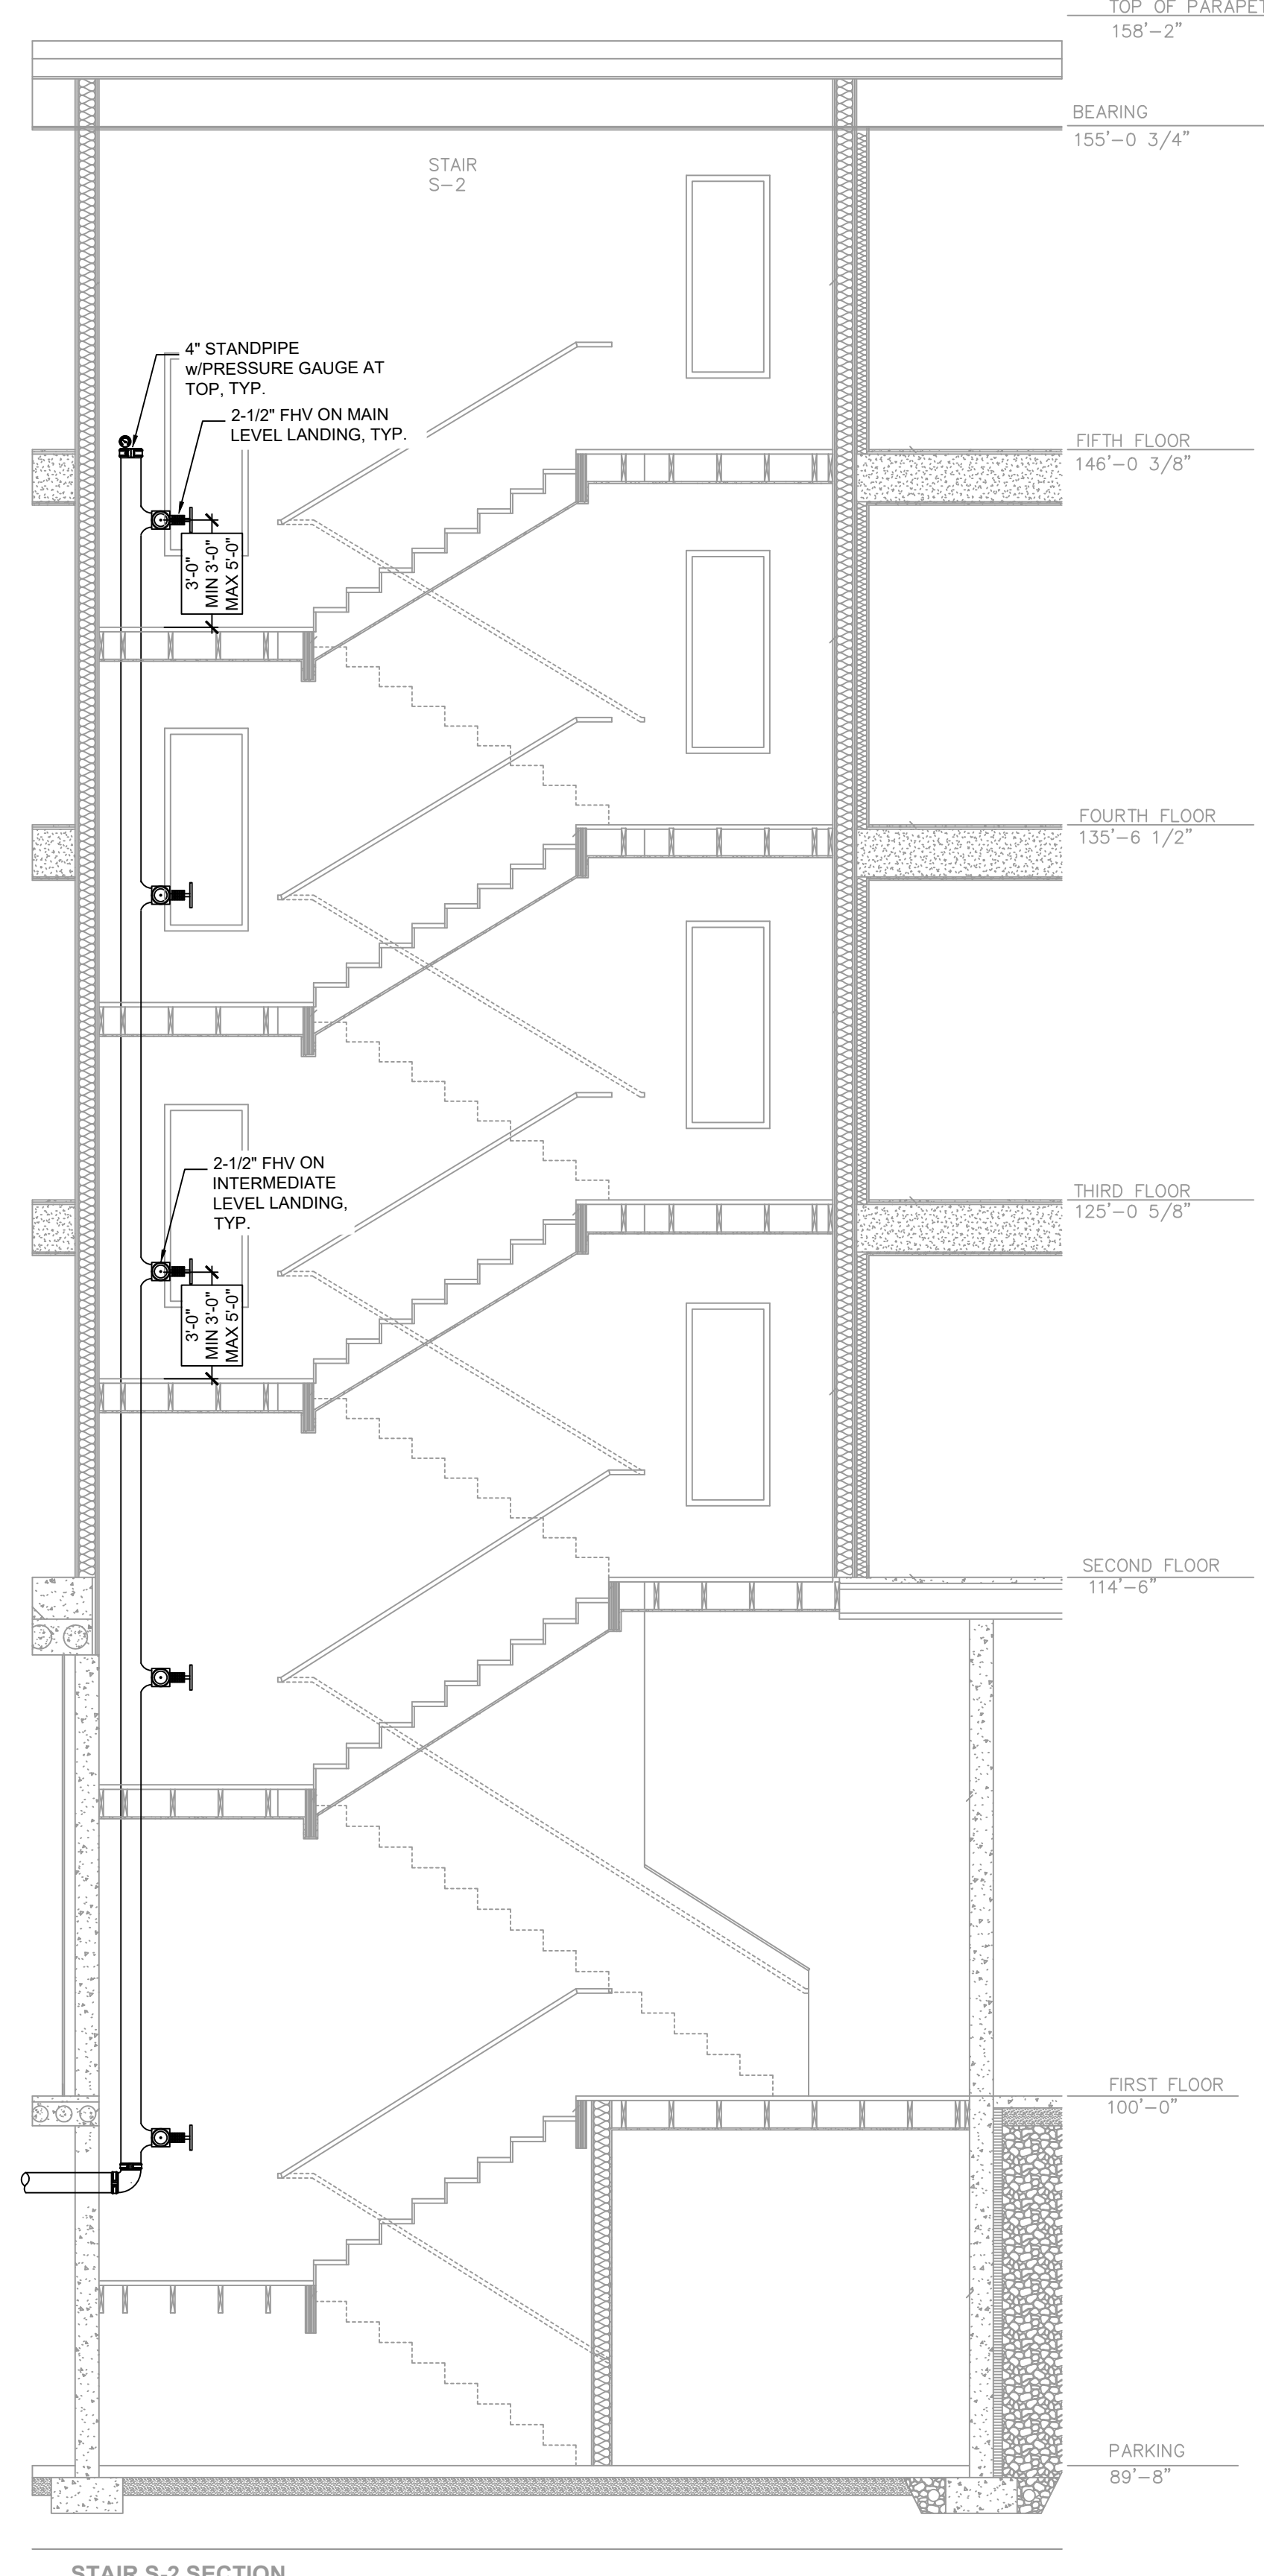 TOP OF PARAPET
158'-2"
BEARING
155'-0 3/4"
STAIR
S-2
4" STANDPIPE
w/PRESSURE GAUGE AT
TOP, TYP.
2-1/2" FHV ON MAIN
LEVEL LANDING, TYP.
FIFTH FLOOR
146'-0 3/8"
3'-0"
MIN 3'-0"
MAX 5'-0"
FOURTH FLOOR
135'-6 1/2"
2-1/2" FHV ON
INTERMEDIATE
LEVEL LANDING,
TYP.
THIRD FLOOR
125'-0 5/8"
3'-0"
MIN 3'-0"
MAX 5'-0"
SECOND FLOOR
114'-6"
FIRST FLOOR
100'-0"
PARKING
89'-8"
STAIR S-2 SECTION